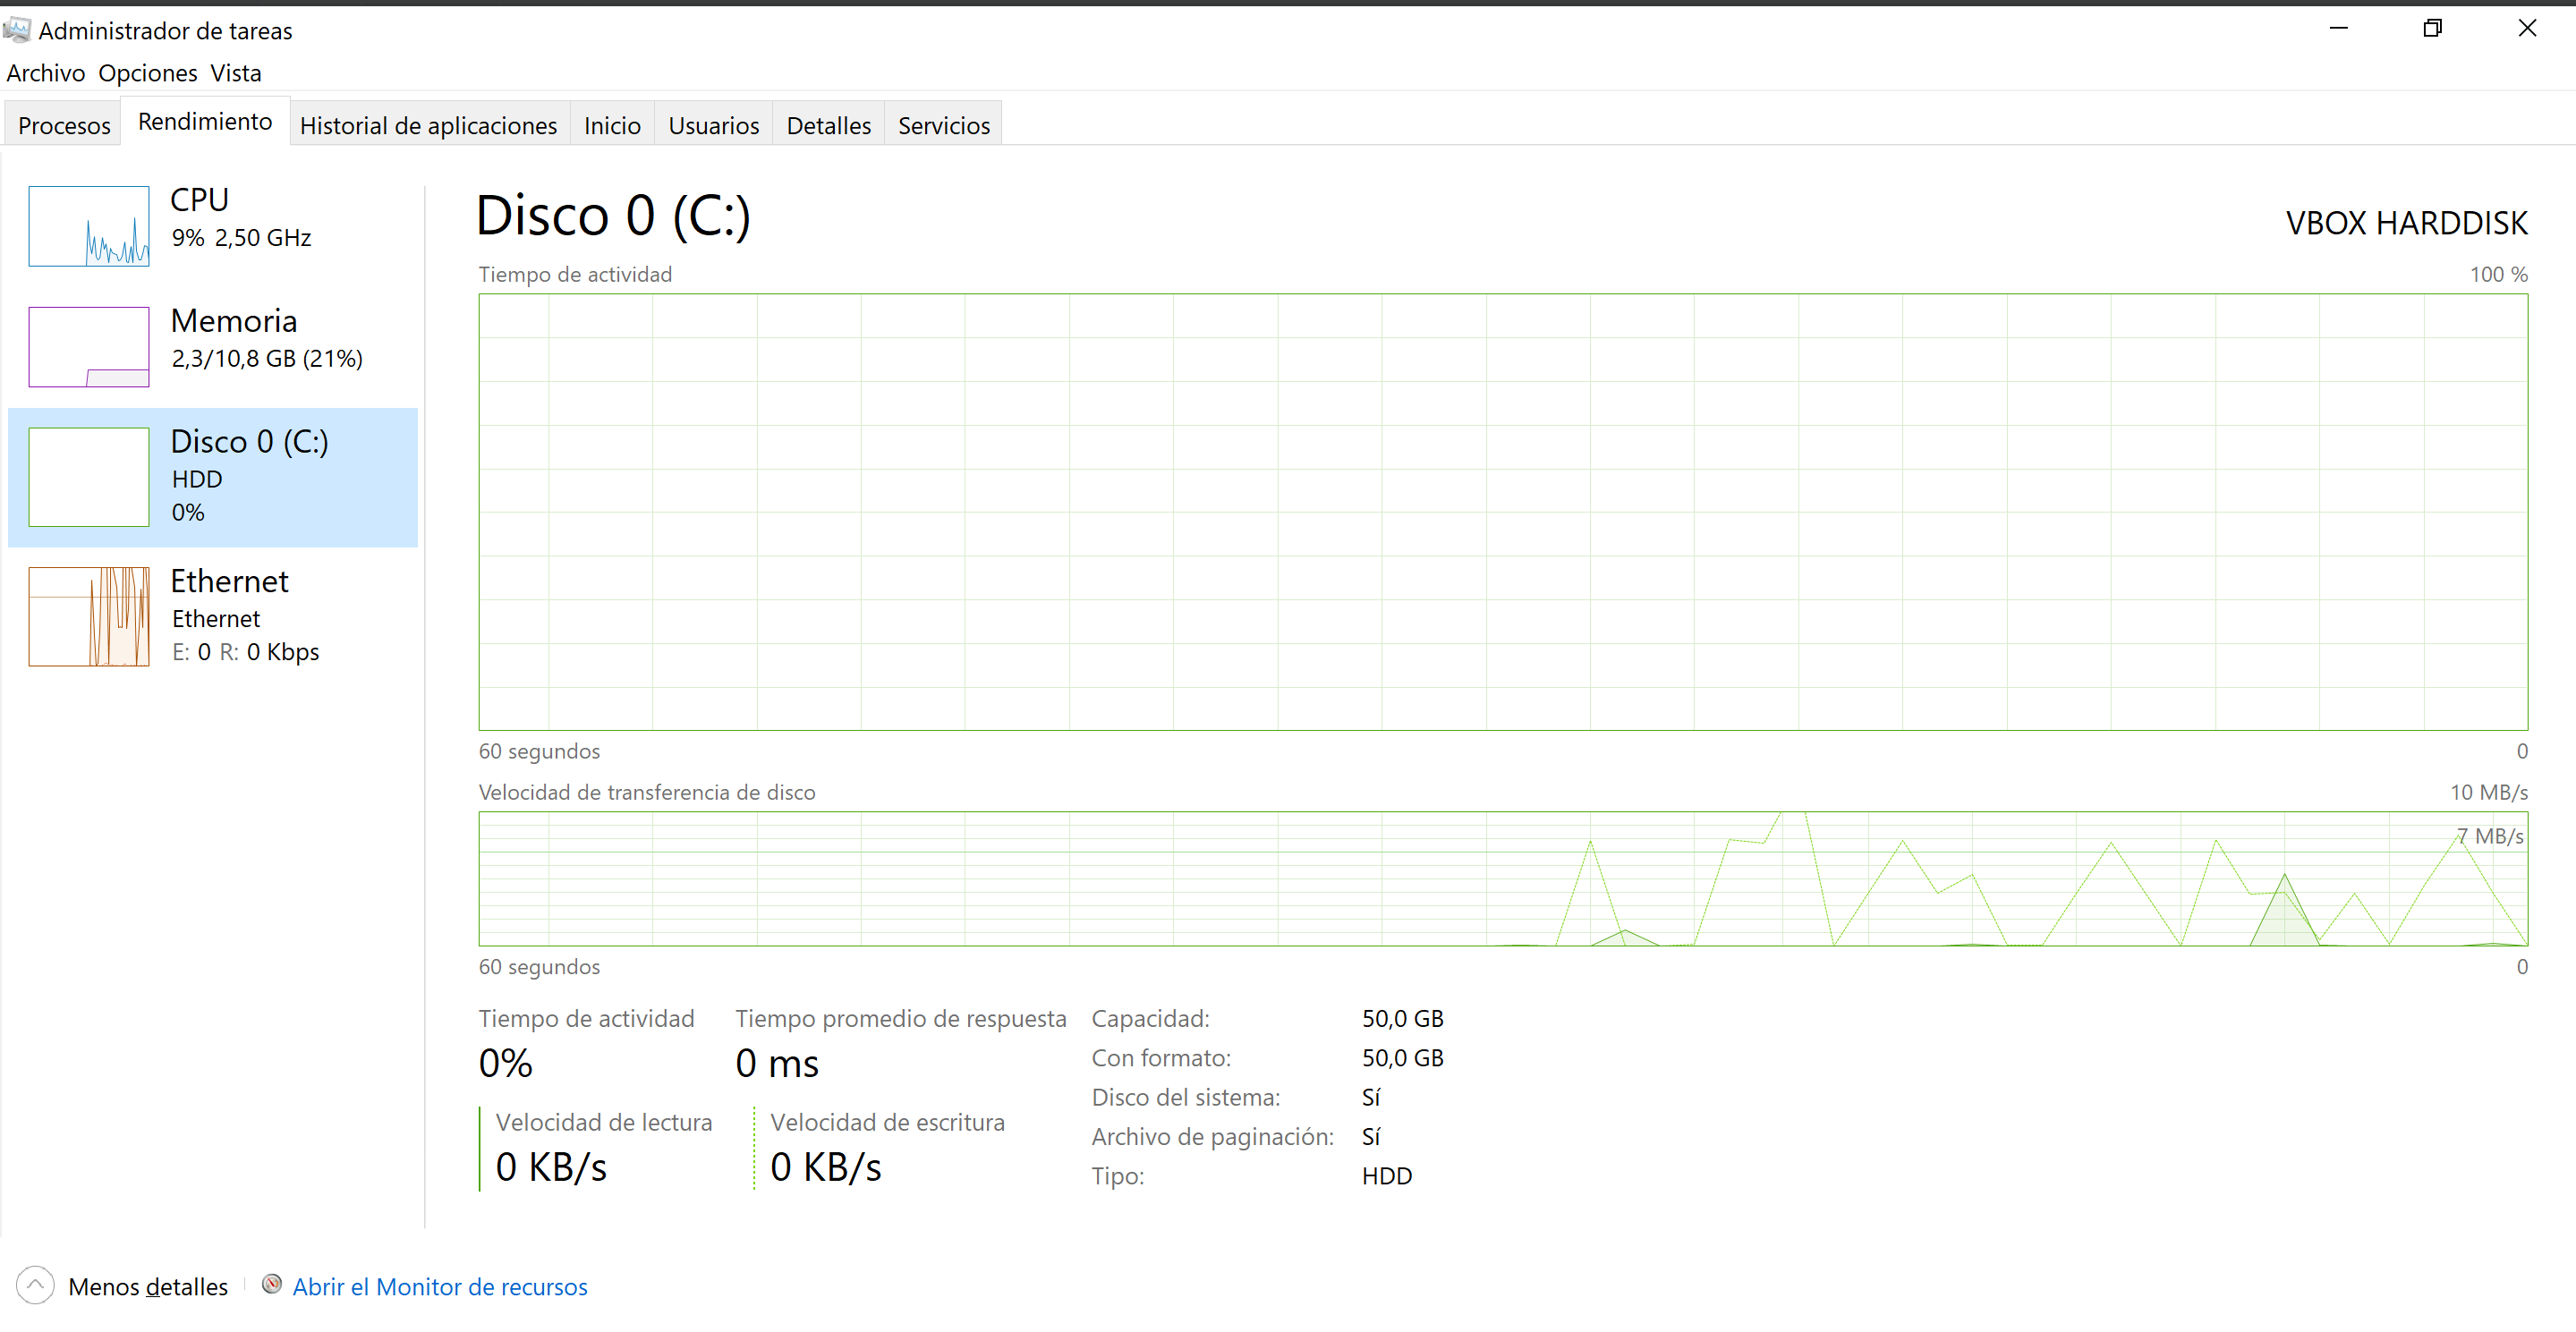 Administrador de tareas
Archivo Opciones Vista
Procesos Rendimiento Historial de aplicaciones Inicio Usuarios Detalles Servicios
CPU
9% 2,50 GHz
Memoria
2,3/10,8 GB (21%)
Disco 0 (C:)
HDD
0%
Ethernet
Ethernet
E: 0 R: 0 Kbps
Disco 0 (C:)
VBOX HARDDISK
Tiempo de actividad
100 %
60 segundos
0
Velocidad de transferencia de disco
10 MB/s
7 MB/s
60 segundos
0
Tiempo de actividad
0%
Tiempo promedio de respuesta
0 ms
Velocidad de lectura
0 KB/s
Velocidad de escritura
0 KB/s
Capacidad: 50,0 GB
Con formato: 50,0 GB
Disco del sistema: Sí
Archivo de paginación: Sí
Tipo: HDD
Menos detalles
Abrir el Monitor de recursos